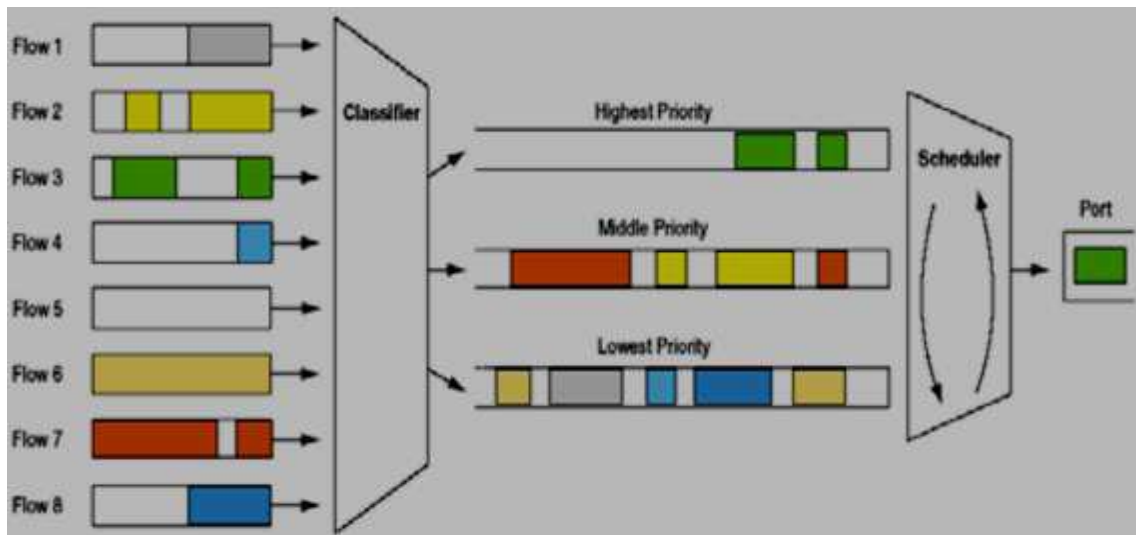 Flow 1
Flow 2
Flow 3
Flow 4
Flow 5
Flow 6
Flow 7
Flow 8
Classifier
Highest Priority
Middle Priority
Lowest Priority
Scheduler
Port